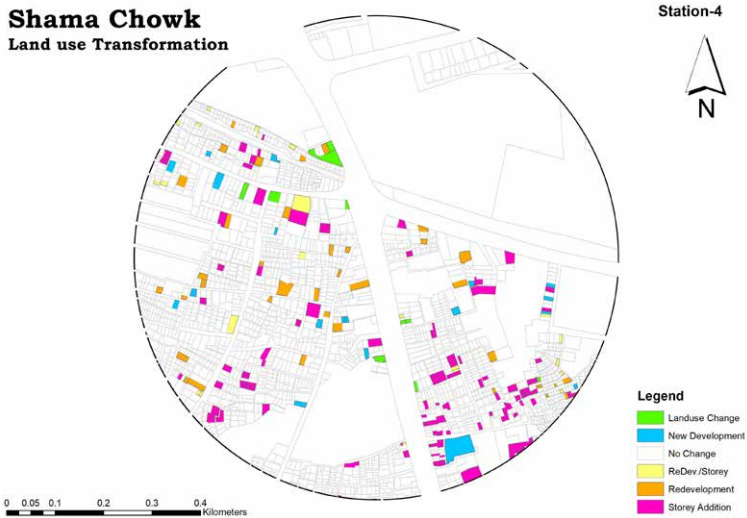 Shama Chowk
Land use Transformation
Station-4
N
Legend
Landuse Change
New Development
No Change
ReDev./Storey
Redevelopment
Storey Addition
0 0.05 0.1 0.2 0.3 0.4
Kilometers